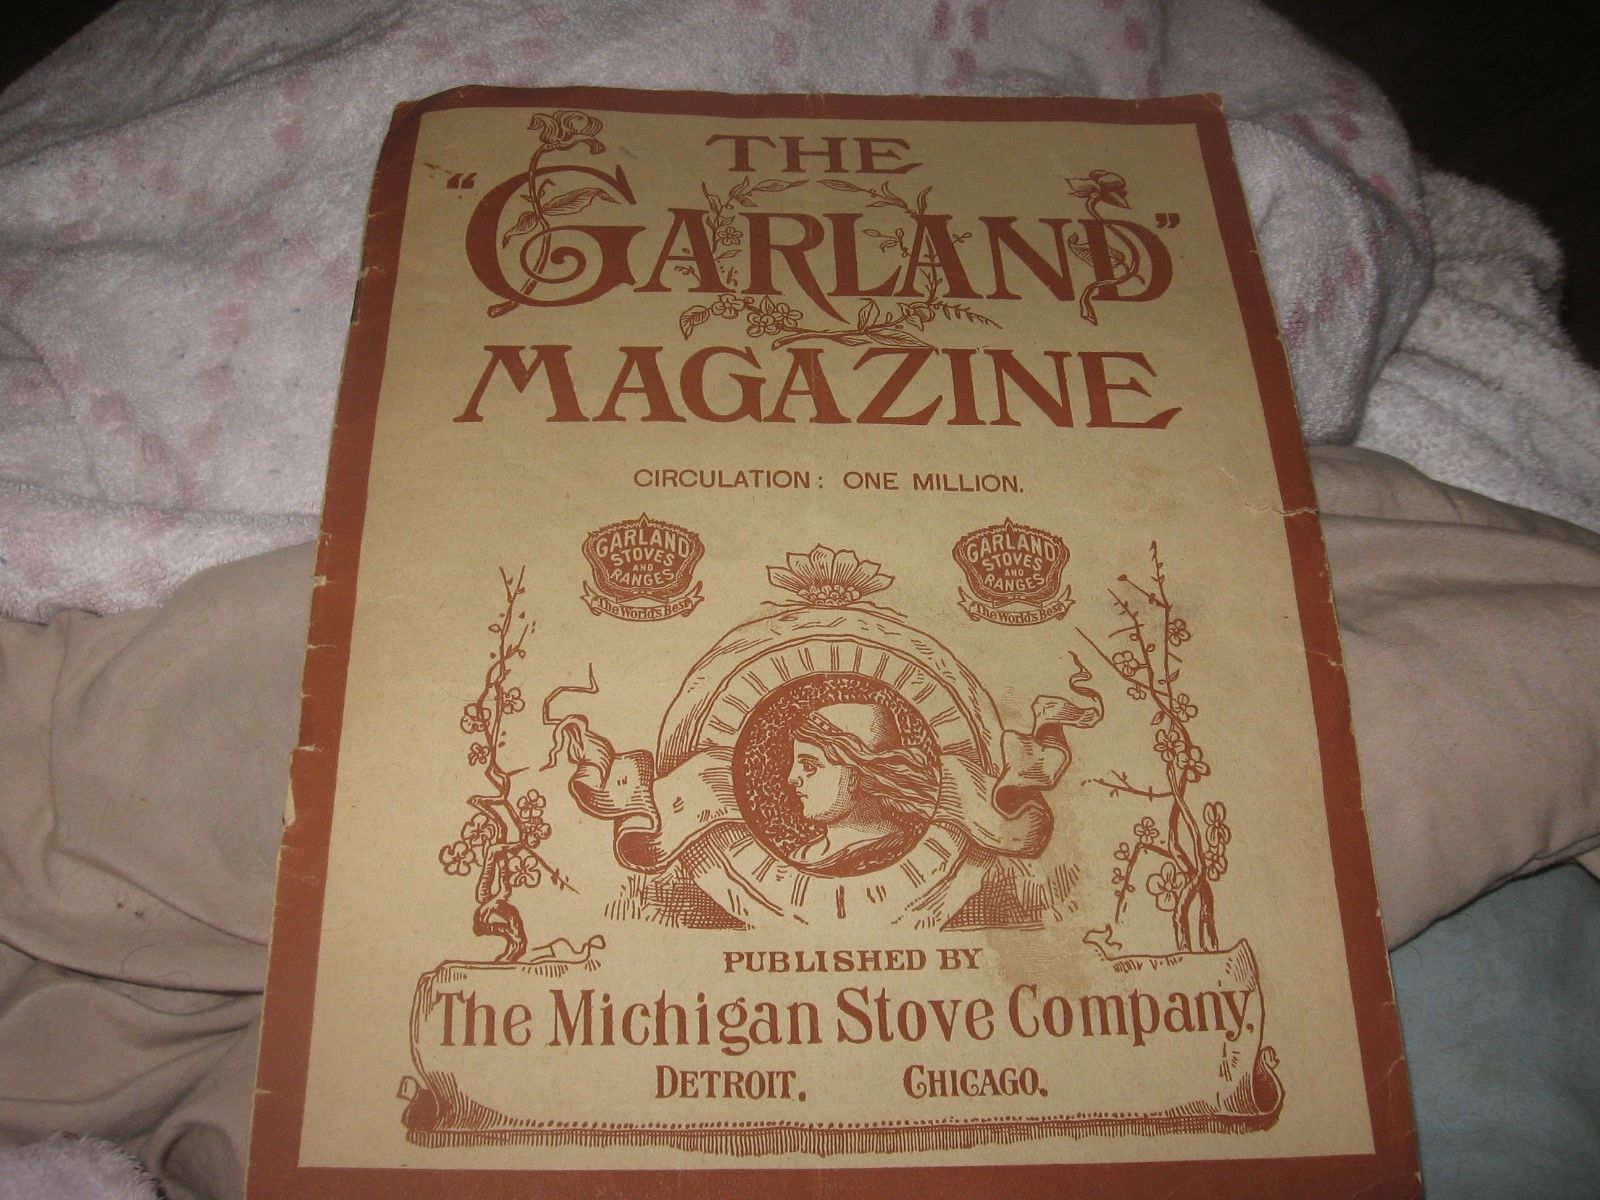 THE
"GARLAND"
MAGAZINE
CIRCULATION: ONE MILLION.
GARLAND
STOVES
AND
RANGES
The World's Best
GARLAND
STOVES
AND
RANGES
The World's Best
PUBLISHED BY
The Michigan Stove Company,
DETROIT. CHICAGO.